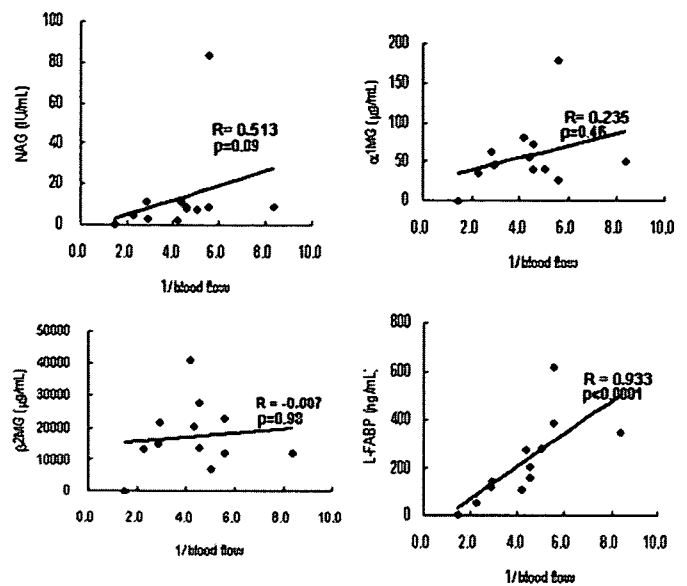 100
80
60
40
20
0
NAG (IU/mL)
R= 0.513
p=0.09
0.0 2.0 4.0 6.0 8.0 10.0
1/blood flow
200
150
100
50
0
α1MG (μg/mL)
R= 0.235
p=0.46
0.0 2.0 4.0 6.0 8.0 10.0
1/blood flow
50000
40000
30000
20000
10000
0
β2MG (μg/mL)
R = -0.007
p=0.98
0.0 2.0 4.0 6.0 8.0 10.0
1/blood flow
800
600
400
200
0
L-FABP (ng/mL)
R = 0.933
p<0.0001
0.0 2.0 4.0 6.0 8.0 10.0
1/blood flow